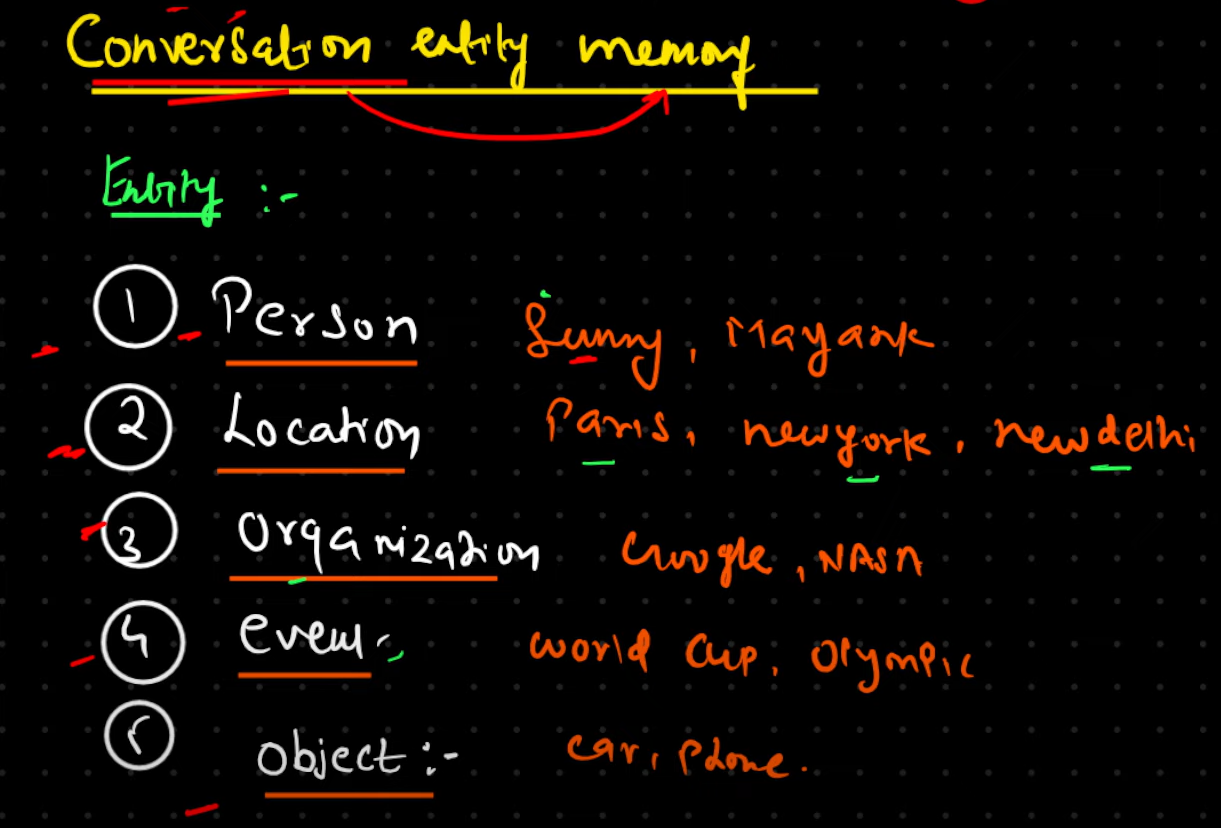 Conversation entity memory
Entity :-
1 Person Sunny, Mayank
2 Location Paris, newyork, newdelhi
3 Organization Google, NASA
4 event:- world cup, Olympic
5 Object :- car, phone.